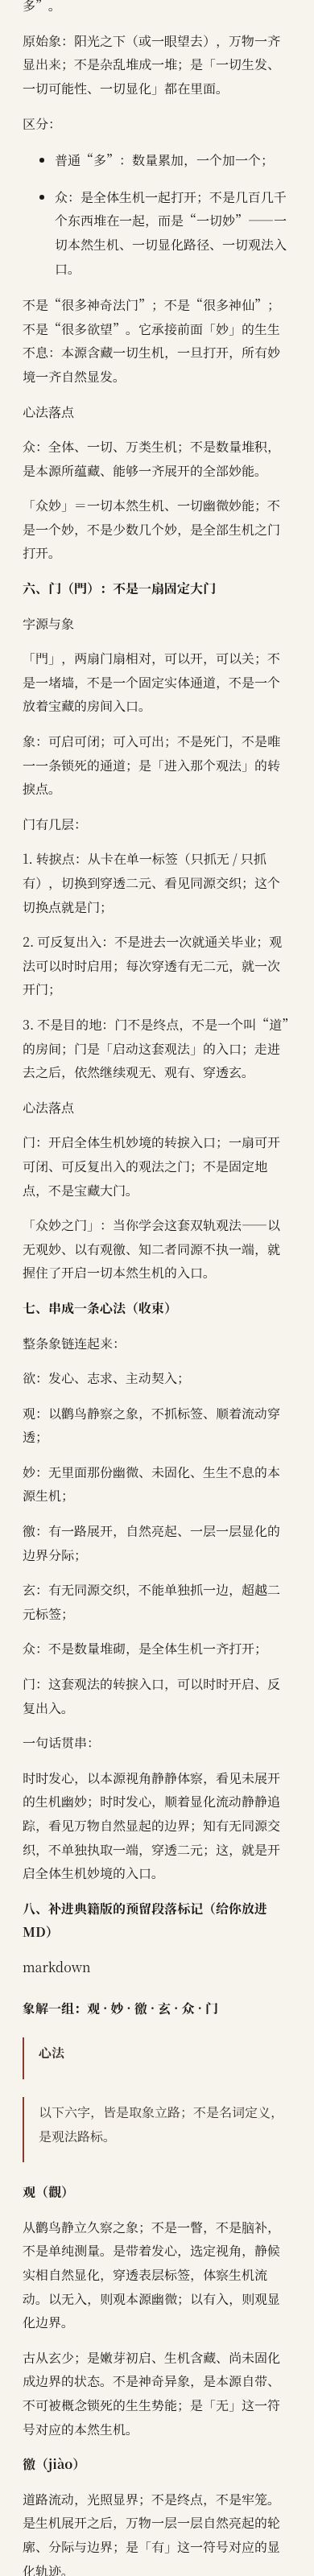 多”。
原始象：阳光之下（或一眼望去），万物一齐
显出来；不是杂乱堆成一堆；是「一切生发、
一切可能性、一切显化」都在里面。
区分：
• 普通“多”：数量累加，一个加一个；
• 众：是全体生机一起打开；不是几百几千
个东西堆在一起，而是“一切妙”——一
切本然生机、一切显化路径、一切观法入
口。
不是“很多神奇法门”；不是“很多神仙”；
不是“很多欲望”。它承接前面「妙」的生生
不息：本源含藏一切生机，一旦打开，所有妙
境一齐自然显发。
心法落点
众：全体、一切、万类生机；不是数量堆积，
是本源所蕴藏、能够一齐展开的全部妙能。
「众妙」＝一切本然生机、一切幽微妙能；不
是一个妙，不是少数几个妙，是全部生机之门
打开。
六、门（門）：不是一扇固定大门
字源与象
「門」，两扇门扇相对，可以开，可以关；不
是一堵墙，不是一个固定实体通道，不是一个
放着宝藏的房间入口。
象：可启可闭；可入可出；不是死门，不是唯
一一条锁死的通道；是「进入那个观法」的转
捩点。
门有几层：
1. 转捩点：从卡在单一标签（只抓无 / 只抓
有），切换到穿透二元、看见同源交织；这个
切换点就是门；
2. 可反复出入：不是进去一次就通关毕业；观
法可以时时启用；每次穿透有无二元，就一次
开门；
3. 不是目的地：门不是终点，不是一个叫“道”
的房间；门是「启动这套观法」的入口；走进
去之后，依然继续观无、观有、穿透玄。
心法落点
门：开启全体生机妙境的转捩入口；一扇可开
可闭、可反复出入的观法之门；不是固定地
点，不是宝藏大门。
「众妙之门」：当你学会这套双轨观法——以
无观妙、以有观徼、知二者同源不执一端，就
握住了开启一切本然生机的入口。
七、串成一条心法（收束）
整条象链连起来：
欲：发心、志求、主动契入；
观：以鹳鸟静察之象，不抓标签、顺着流动穿
透；
妙：无里面那份幽微、未固化、生生不息的本
源生机；
徼：有一路展开，自然亮起、一层一层显化的
边界分际；
玄：有无同源交织，不能单独抓一边，超越二
元标签；
众：不是数量堆砌，是全体生机一齐打开；
门：这套观法的转捩入口，可以时时开启、反
复出入。
一句话贯串：
时时发心，以本源视角静静体察，看见未展开
的生机幽妙；时时发心，顺着显化流动静静追
踪，看见万物自然显起的边界；知有无同源交
织，不单独执取一端，穿透二元；这，就是开
启全体生机妙境的入口。
八、补进典籍版的预留段落标记（给你放进
MD）
markdown
象解一组：观 · 妙 · 徼 · 玄 · 众 · 门
心法
以下六字，皆是取象立路；不是名词定义，
是观法路标。
观（觀）
从鹳鸟静立久察之象；不是一瞥，不是脑补，
不是单纯测量。是带着发心，选定视角，静候
实相自然显化，穿透表层标签，体察生机流
动。以无入，则观本源幽微；以有入，则观显
化边界。
古从玄少；是嫩芽初启、生机含藏、尚未固化
成边界的状态。不是神奇异象，是本源自带、
不可被概念锁死的生生势能；是「无」这一符
号对应的本然生机。
徼（jiào）
道路流动，光照显界；不是终点，不是牢笼。
是生机展开之后，万物一层一层自然亮起的轮
廓、分际与边界；是「有」这一符号对应的显
化轨迹。